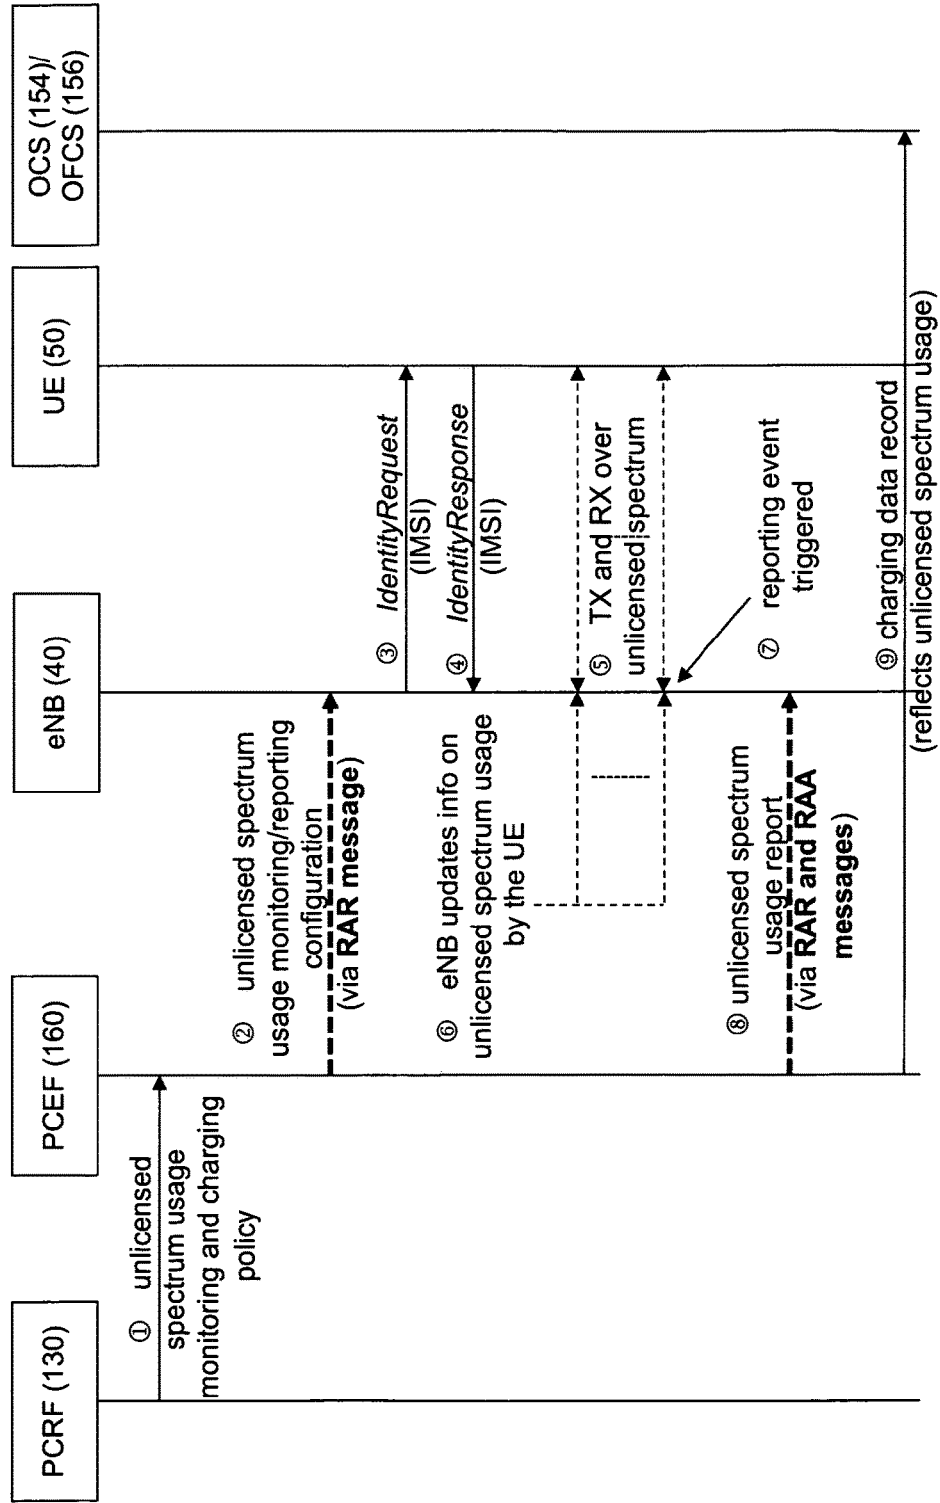 PCRF (130)
PCEF (160)
eNB (40)
UE (50)
OCS (154)/
OFCS (156)
① unlicensed
spectrum usage
monitoring and charging
policy
② unlicensed spectrum
usage monitoring/reporting
configuration
(via RAR message)
③ IdentityRequest
(IMSI)
④ IdentityResponse
(IMSI)
⑤ TX and RX over
unlicensed spectrum
⑥ eNB updates info on
unlicensed spectrum usage
by the UE
⑦ reporting event
triggered
⑧ unlicensed spectrum
usage report
(via RAR and RAA
messages)
⑨ charging data record
(reflects unlicensed spectrum usage)